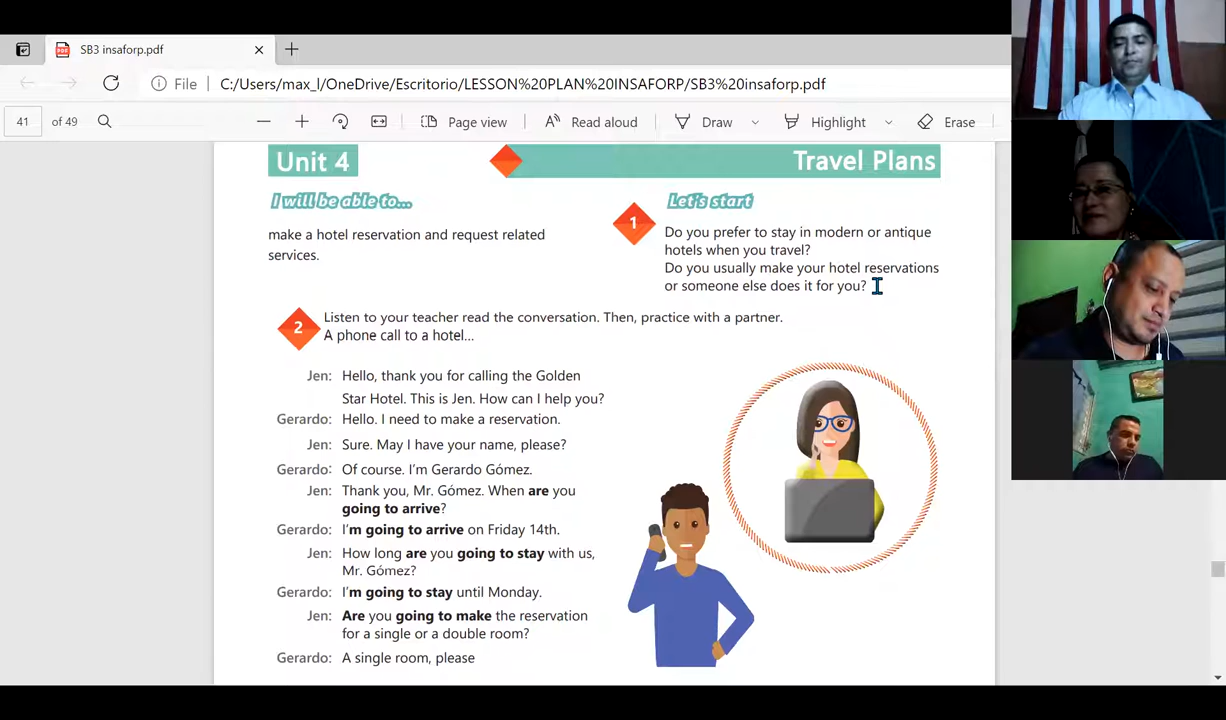 SB3 insaforp.pdf
File
C:/Users/max_l/OneDrive/Escritorio/LESSON%20PLAN%20INSAFORP/SB3%20insaforp.pdf
41 of 49
Page view
Read aloud
Draw
Highlight
Erase
Unit 4
Travel Plans
I will be able to...
make a hotel reservation and request related
services.
Let's start
1
Do you prefer to stay in modern or antique
hotels when you travel?
Do you usually make your hotel reservations
or someone else does it for you?
2
Listen to your teacher read the conversation. Then, practice with a partner.
A phone call to a hotel...
Jen: Hello, thank you for calling the Golden
Star Hotel. This is Jen. How can I help you?
Gerardo: Hello. I need to make a reservation.
Jen: Sure. May I have your name, please?
Gerardo: Of course. I'm Gerardo Gómez.
Jen: Thank you, Mr. Gómez. When are you
going to arrive?
Gerardo: I'm going to arrive on Friday 14th.
Jen: How long are you going to stay with us,
Mr. Gómez?
Gerardo: I'm going to stay until Monday.
Jen: Are you going to make the reservation
for a single or a double room?
Gerardo: A single room, please